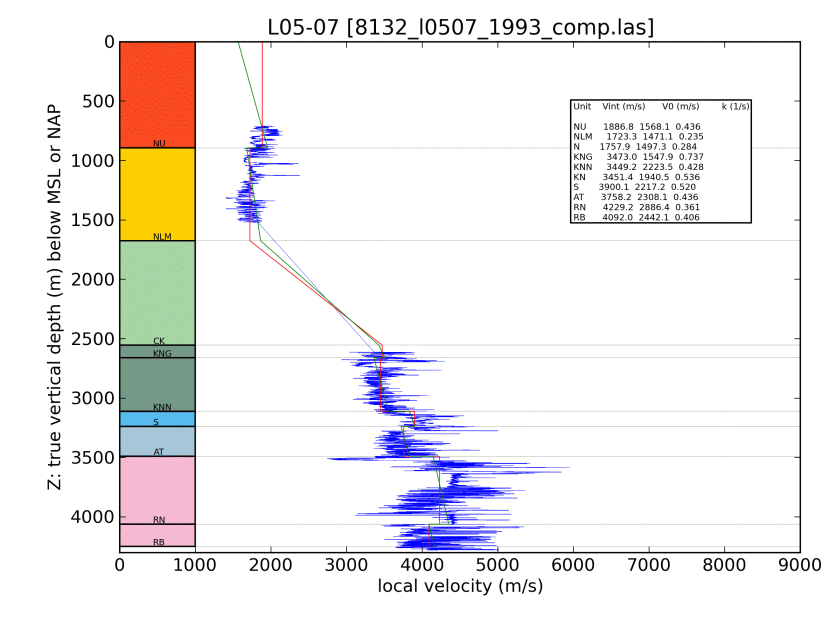 L05-07 [8132_l0507_1993_comp.las]
Z: true vertical depth (m) below MSL or NAP
0
500
1000
1500
2000
2500
3000
3500
4000
NU
NLM
CK
KNG
KNN
S
AT
RN
RB
Unit Vint (m/s) V0 (m/s) k (1/s)
NU 1886.8 1568.1 0.436
NLM 1723.3 1471.1 0.235
N 1757.9 1497.3 0.284
KNG 3473.0 1547.9 0.737
KNN 3449.2 2223.5 0.428
KN 3451.4 1940.5 0.536
S 3900.1 2217.2 0.520
AT 3758.2 2308.1 0.436
RN 4229.2 2886.4 0.361
RB 4092.0 2442.1 0.406
0 1000 2000 3000 4000 5000 6000 7000 8000 9000
local velocity (m/s)